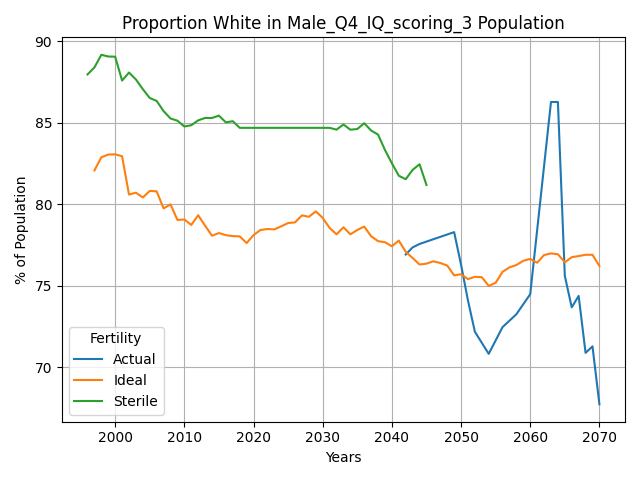 Proportion White in Male_Q4_IQ_scoring_3 Population
% of Population
90
85
80
75
70
Fertility
Actual
Ideal
Sterile
2000 2010 2020 2030 2040 2050 2060 2070
Years